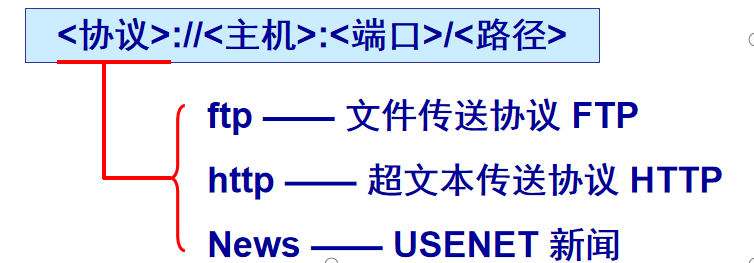 <协议>://<主机>:<端口>/<路径>
ftp —— 文件传送协议 FTP
http —— 超文本传送协议 HTTP
News —— USENET 新闻